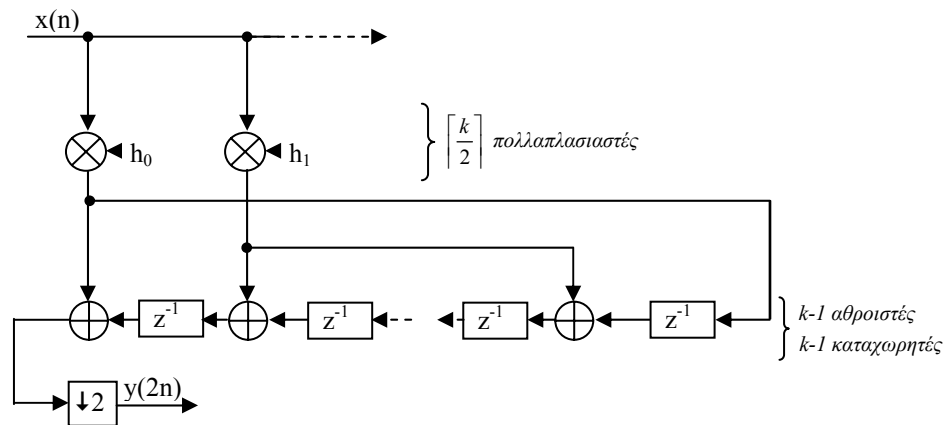 x(n)
⌈k/2⌉ πολλαπλασιαστές
h₀
h₁
z⁻¹
z⁻¹
z⁻¹
z⁻¹
k-1 αθροιστές
k-1 καταχωρητές
↓2
y(2n)